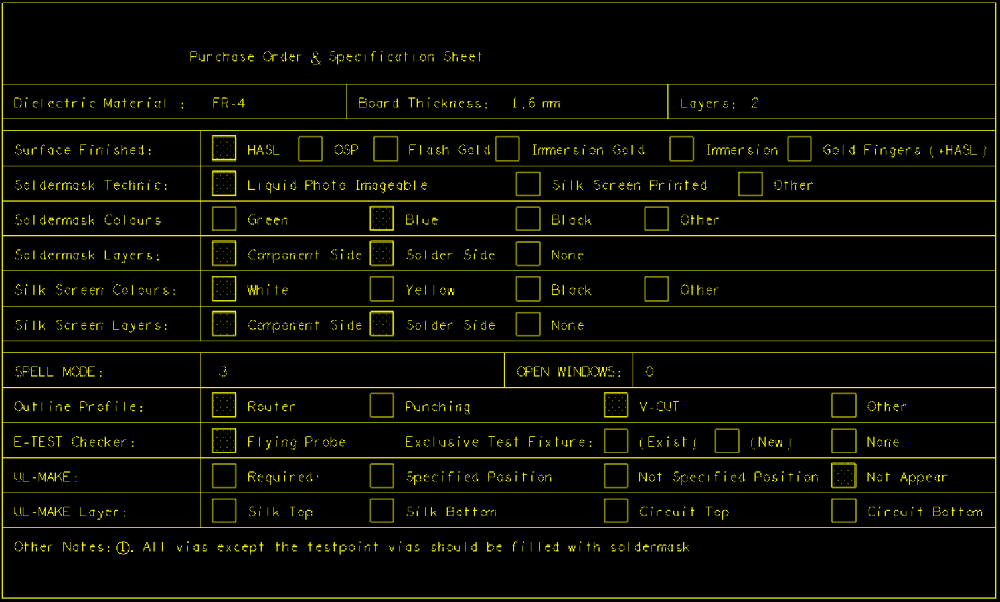 Purchase Order & Specification Sheet
Dielectric Material : FR-4 Board Thickness: 1.6 mm Layers: 2
Surface Finished: HASL OSP Flash Gold Immersion Gold Immersion Gold Fingers (+HASL)
Soldermask Technic: Liquid Photo Imageable Silk Screen Printed Other
Soldermask Colours Green Blue Black Other
Soldermask Layers: Component Side Solder Side None
Silk Screen Colours: White Yellow Black Other
Silk Screen Layers: Component Side Solder Side None
SPELL MODE: 3 OPEN WINDOWS: 0
Outline Profile: Router Punching V-CUT Other
E-TEST Checker: Flying Probe Exclusive Test Fixture: (Exist) (New) None
UL-MAKE: Required· Specified Position Not Specified Position Not Appear
UL-MAKE Layer: Silk Top Silk Bottom Circuit Top Circuit Bottom
Other Notes: ①. All vias except the testpoint vias should be filled with soldermask